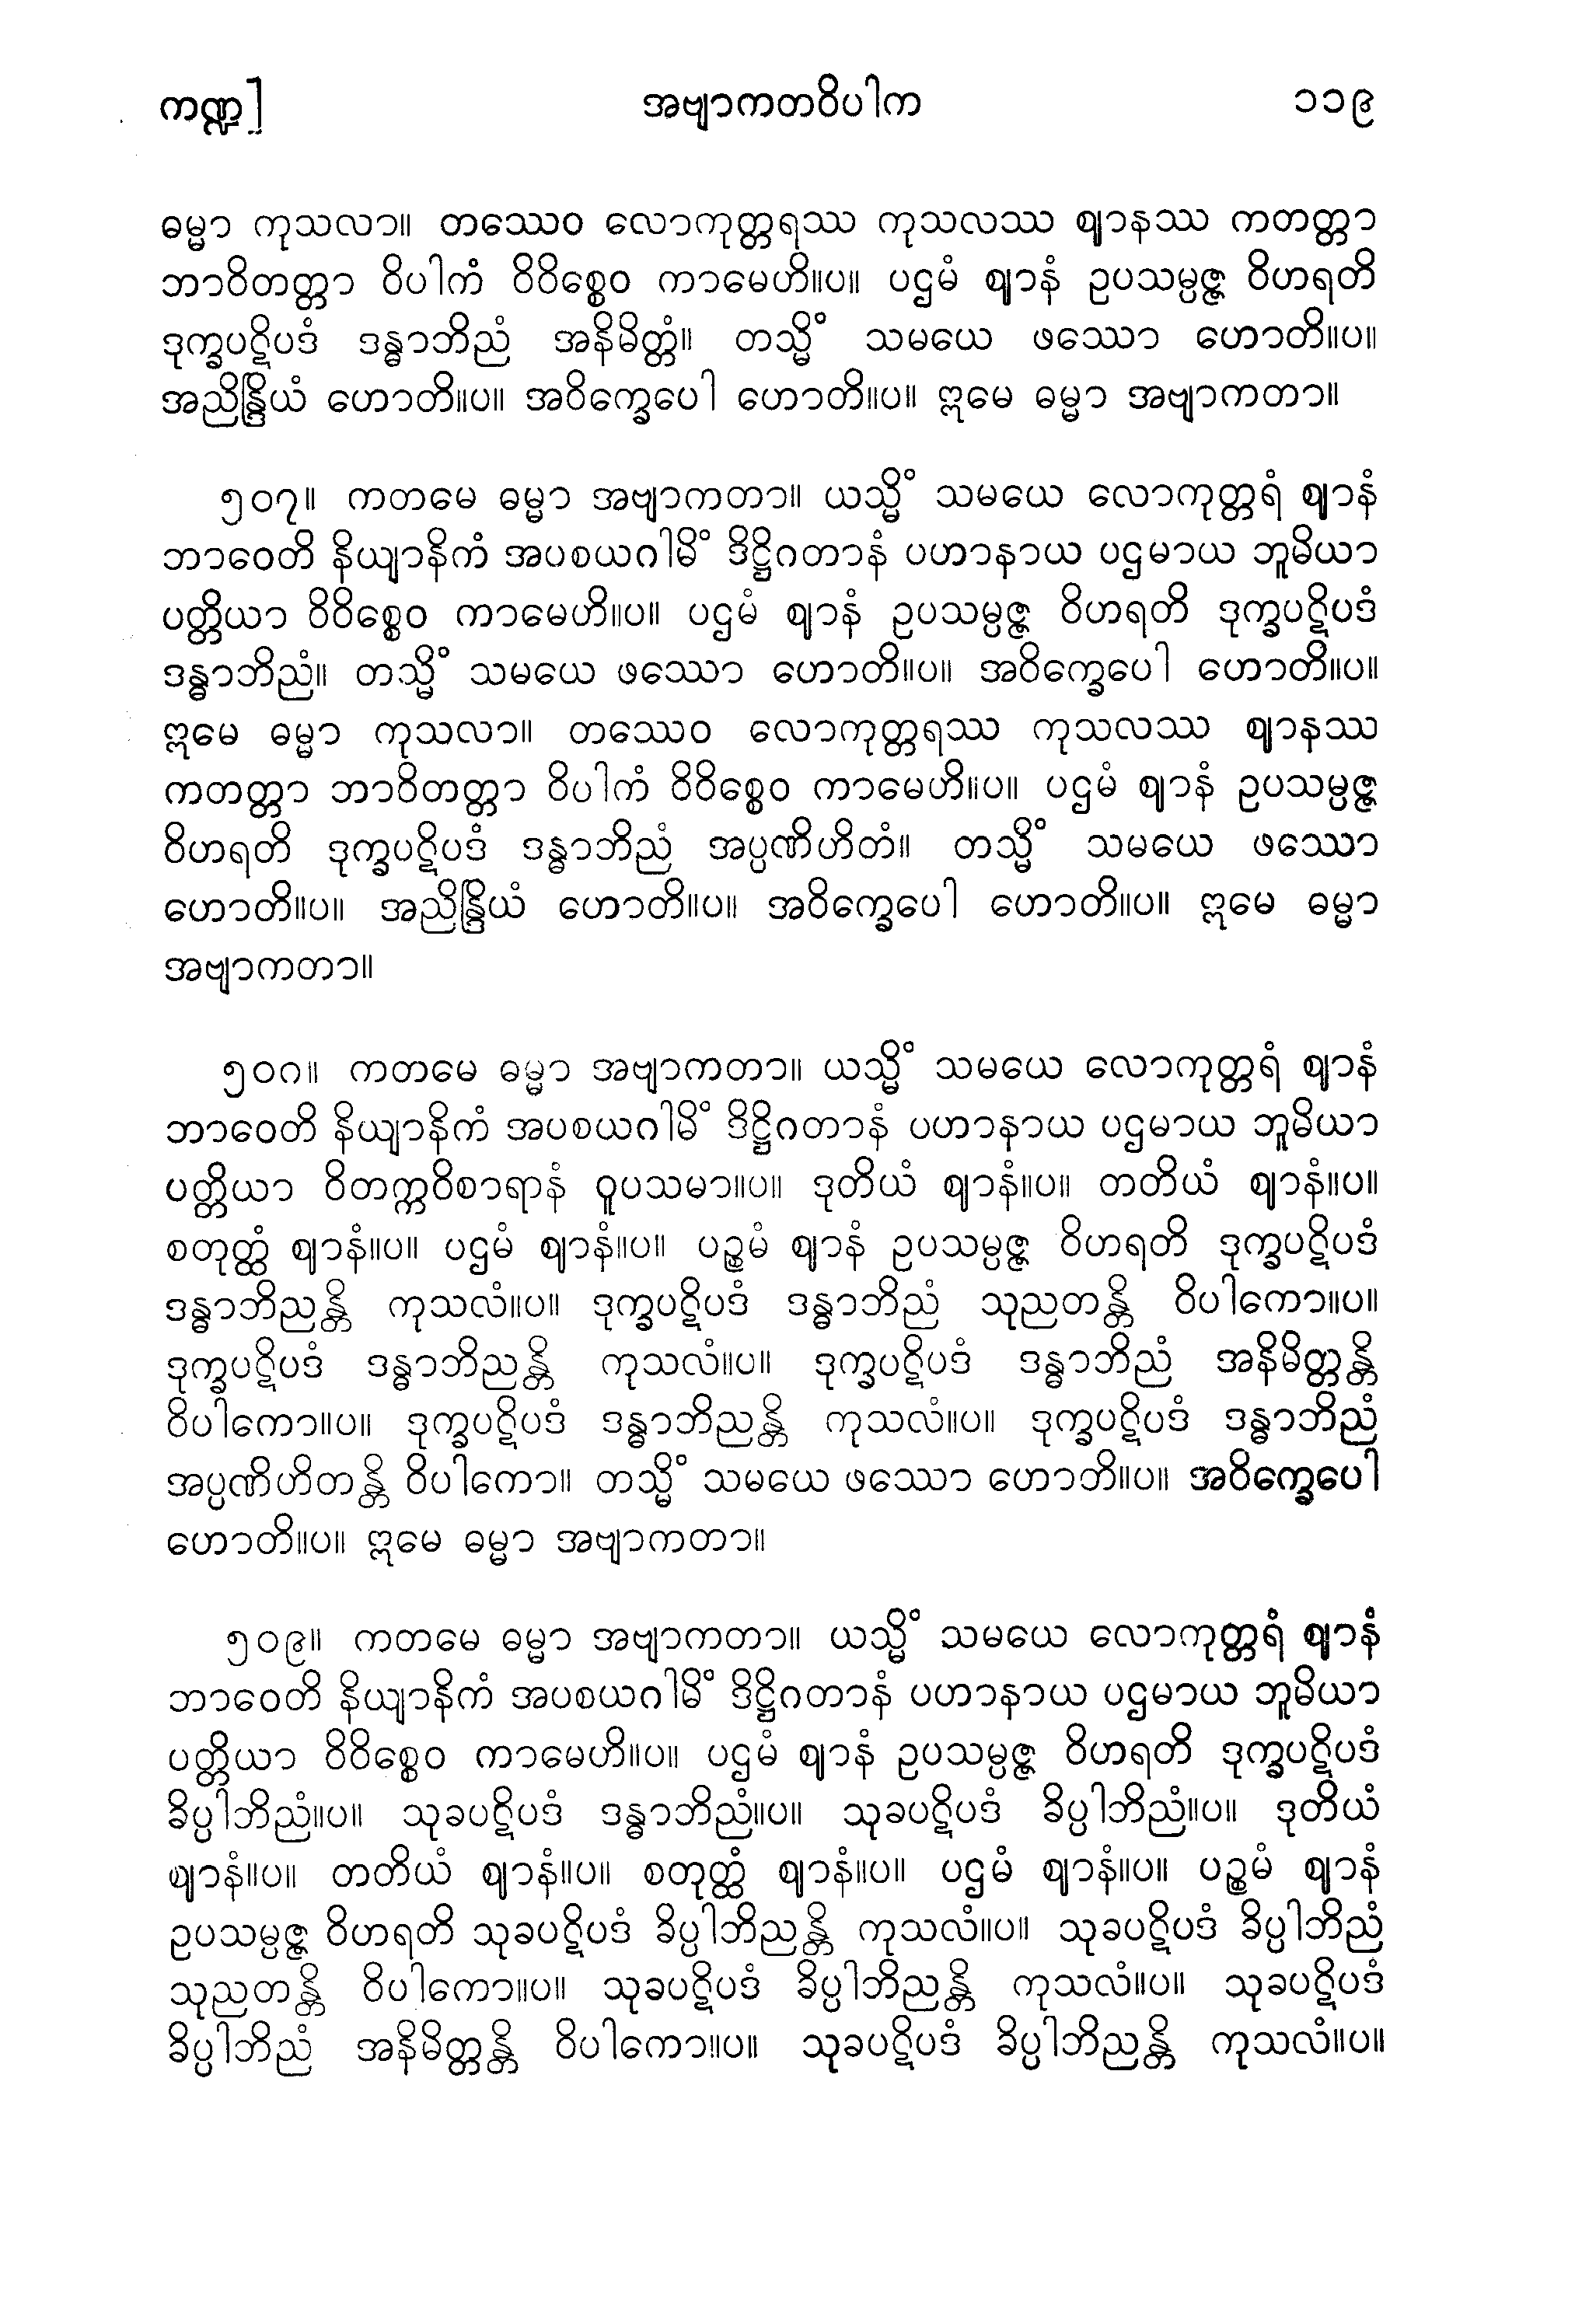 ကဏ္ဍ]
အဗျာကတဝိပါက
၁၁၉
ဓမ္မာ ကုသလာ။ တဿေဝ လောကုတ္တရဿ ကုသလဿ ဈာနဿ ကတတ္တာ
ဘာဝိတတ္တာ ဝိပါကံ ဝိဝိစ္စေဝ ကာမေဟိ။ပ။ ပဌမံ ဈာနံ ဥပသမ္ပဇ္ဇ ဝိဟရတိ
ဒုက္ခပဋိပဒံ ဒန္ဓာဘိညံ အနိမိတ္တံ။ တသ္မိံ သမယေ ဖဿော ဟောတိ။ပ။
အညိန္ဒြိယံ ဟောတိ။ပ။ အဝိက္ခေပေါ ဟောတိ။ပ။ ဣမေ ဓမ္မာ အဗျာကတာ။
၅၀၇။ ကတမေ ဓမ္မာ အဗျာကတာ။ ယသ္မိံ သမယေ လောကုတ္တရံ ဈာနံ
ဘာဝေတိ နိယျာနိကံ အပစယဂါမိံ ဒိဋ္ဌိဂတာနံ ပဟာနာယ ပဌမာယ ဘူမိယာ
ပတ္တိယာ ဝိဝိစ္စေဝ ကာမေဟိ။ပ။ ပဌမံ ဈာနံ ဥပသမ္ပဇ္ဇ ဝိဟရတိ ဒုက္ခပဋိပဒံ
ဒန္ဓာဘိညံ။ တသ္မိံ သမယေ ဖဿော ဟောတိ။ပ။ အဝိက္ခေပေါ ဟောတိ။ပ။
ဣမေ ဓမ္မာ ကုသလာ။ တဿေဝ လောကုတ္တရဿ ကုသလဿ ဈာနဿ
ကတတ္တာ ဘာဝိတတ္တာ ဝိပါကံ ဝိဝိစ္စေဝ ကာမေဟိ။ပ။ ပဌမံ ဈာနံ ဥပသမ္ပဇ္ဇ
ဝိဟရတိ ဒုက္ခပဋိပဒံ ဒန္ဓာဘိညံ အပ္ပဏိဟိတံ။ တသ္မိံ သမယေ ဖဿော
ဟောတိ။ပ။ အညိန္ဒြိယံ ဟောတိ။ပ။ အဝိက္ခေပေါ ဟောတိ။ပ။ ဣမေ ဓမ္မာ
အဗျာကတာ။
၅၀၈။ ကတမေ ဓမ္မာ အဗျာကတာ။ ယသ္မိံ သမယေ လောကုတ္တရံ ဈာနံ
ဘာဝေတိ နိယျာနိကံ အပစယဂါမိံ ဒိဋ္ဌိဂတာနံ ပဟာနာယ ပဌမာယ ဘူမိယာ
ပတ္တိယာ ဝိတက္ကဝိစာရာနံ ဝူပသမာ။ပ။ ဒုတိယံ ဈာနံ။ပ။ တတိယံ ဈာနံ။ပ။
စတုတ္ထံ ဈာနံ။ပ။ ပဌမံ ဈာနံ။ပ။ ပဉ္စမံ ဈာနံ ဥပသမ္ပဇ္ဇ ဝိဟရတိ ဒုက္ခပဋိပဒံ
ဒန္ဓာဘိညန္တိ ကုသလံ။ပ။ ဒုက္ခပဋိပဒံ ဒန္ဓာဘိညံ သုညတန္တိ ဝိပါကော။ပ။
ဒုက္ခပဋိပဒံ ဒန္ဓာဘိညန္တိ ကုသလံ။ပ။ ဒုက္ခပဋိပဒံ ဒန္ဓာဘိညံ အနိမိတ္တန္တိ
ဝိပါကော။ပ။ ဒုက္ခပဋိပဒံ ဒန္ဓာဘိညန္တိ ကုသလံ။ပ။ ဒုက္ခပဋိပဒံ ဒန္ဓာဘိညံ
အပ္ပဏိဟိတန္တိ ဝိပါကော။ တသ္မိံ သမယေ ဖဿော ဟောဘိ။ပ။ အဝိက္ခေပေါ
ဟောတိ။ပ။ ဣမေ ဓမ္မာ အဗျာကတာ။
၅၀၉။ ကတမေ ဓမ္မာ အဗျာကတာ။ ယသ္မိံ သမယေ လောကုတ္တရံ ဈာနံ
ဘာဝေတိ နိယျာနိကံ အပစယဂါမိံ ဒိဋ္ဌိဂတာနံ ပဟာနာယ ပဌမာယ ဘူမိယာ
ပတ္တိယာ ဝိဝိစ္စေဝ ကာမေဟိ။ပ။ ပဌမံ ဈာနံ ဥပသမ္ပဇ္ဇ ဝိဟရတိ ဒုက္ခပဋိပဒံ
ခိပ္ပါဘိညံ။ပ။ သုခပဋိပဒံ ဒန္ဓာဘိညံ။ပ။ သုခပဋိပဒံ ခိပ္ပါဘိညံ။ပ။ ဒုတိယံ
ဈာနံ။ပ။ တတိယံ ဈာနံ။ပ။ စတုတ္ထံ ဈာနံ။ပ။ ပဌမံ ဈာနံ။ပ။ ပဉ္စမံ ဈာနံ
ဥပသမ္ပဇ္ဇ ဝိဟရတိ သုခပဋိပဒံ ခိပ္ပါဘိညန္တိ ကုသလံ။ပ။ သုခပဋိပဒံ ခိပ္ပါဘိညံ
သုညတန္တိ ဝိပါကော။ပ။ သုခပဋိပဒံ ခိပ္ပါဘိညန္တိ ကုသလံ။ပ။ သုခပဋိပဒံ
ခိပ္ပါဘိညံ အနိမိတ္တန္တိ ဝိပါကော။ပ။ သုခပဋိပဒံ ခိပ္ပါဘိညန္တိ ကုသလံ။ပ။